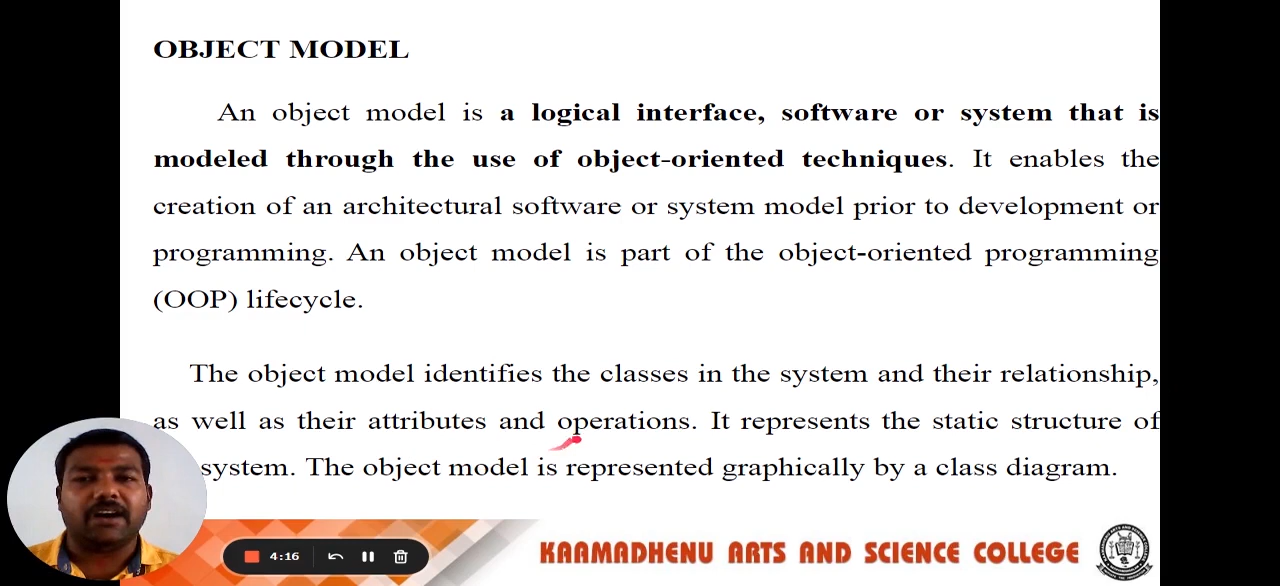 OBJECT MODEL
An object model is a logical interface, software or system that is
modeled through the use of object-oriented techniques. It enables the
creation of an architectural software or system model prior to development or
programming. An object model is part of the object-oriented programming
(OOP) lifecycle.
The object model identifies the classes in the system and their relationship,
as well as their attributes and operations. It represents the static structure of
system. The object model is represented graphically by a class diagram.
4:16
KAAMADHENU ARTS AND SCIENCE COLLEGE